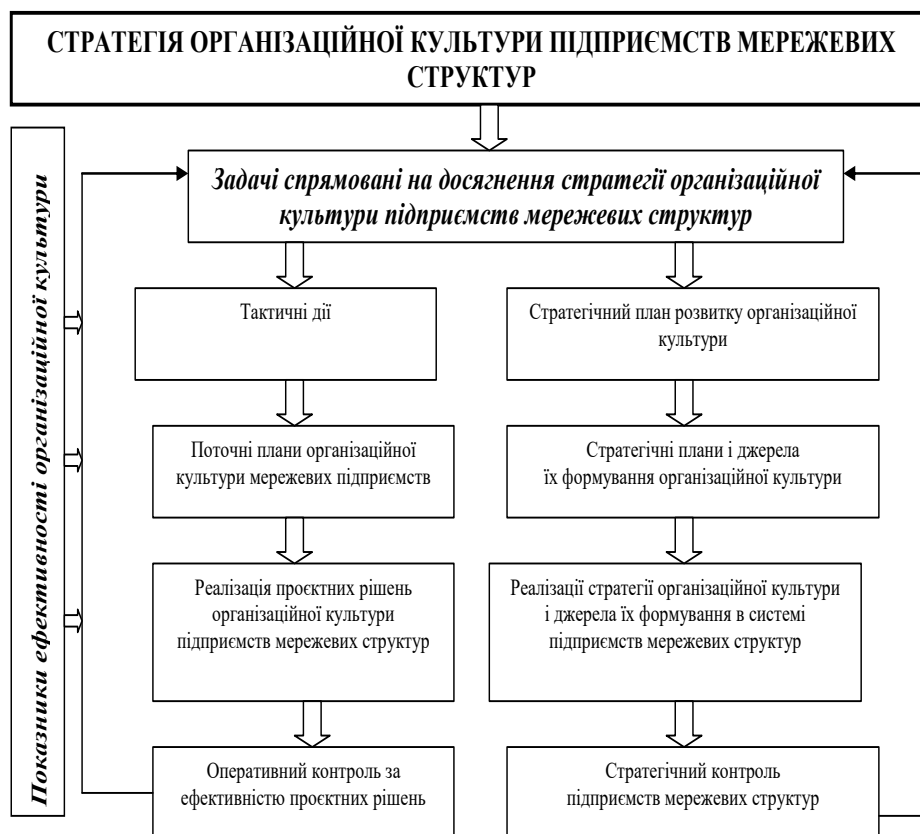 СТРАТЕГІЯ ОРГАНІЗАЦІЙНОЇ КУЛЬТУРИ ПІДПРИЄМСТВ МЕРЕЖЕВИХ
СТРУКТУР
Показники ефективності організаційної культури
Задачі спрямовані на досягнення стратегії організаційної
культури підприємств мережевих структур
Тактичні дії
Стратегічний план розвитку організаційної
культури
Поточні плани організаційної
культури мережевих підприємств
Стратегічні плани і джерела
їх формування організаційної культури
Реалізація проєктних рішень
організаційної культури
підприємств мережевих структур
Реалізації стратегії організаційної культури
і джерела їх формування в системі
підприємств мережевих структур
Оперативний контроль за
ефективністю проєктних рішень
Стратегічний контроль
підприємств мережевих структур